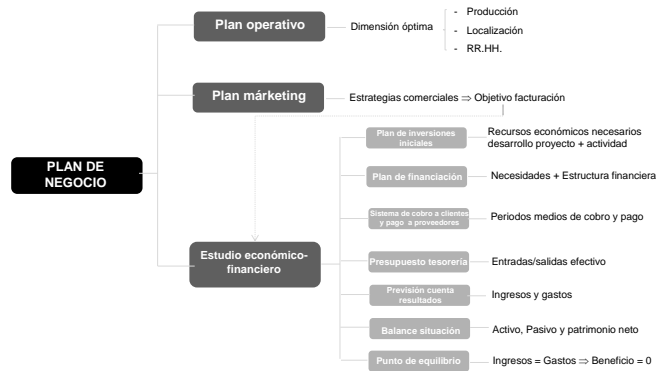 Plan operativo
Dimensión óptima
- Producción
- Localización
- RR.HH.
Plan márketing
Estrategias comerciales ⇒ Objetivo facturación
PLAN DE
NEGOCIO
Estudio económico-
financiero
Plan de inversiones
iniciales
Recursos económicos necesarios
desarrollo proyecto + actividad
Plan de financiación
Necesidades + Estructura financiera
Sistema de cobro a clientes
y pago a proveedores
Periodos medios de cobro y pago
Presupuesto tesorería
Entradas/salidas efectivo
Previsión cuenta
resultados
Ingresos y gastos
Balance situación
Activo, Pasivo y patrimonio neto
Punto de equilibrio
Ingresos = Gastos ⇒ Beneficio = 0